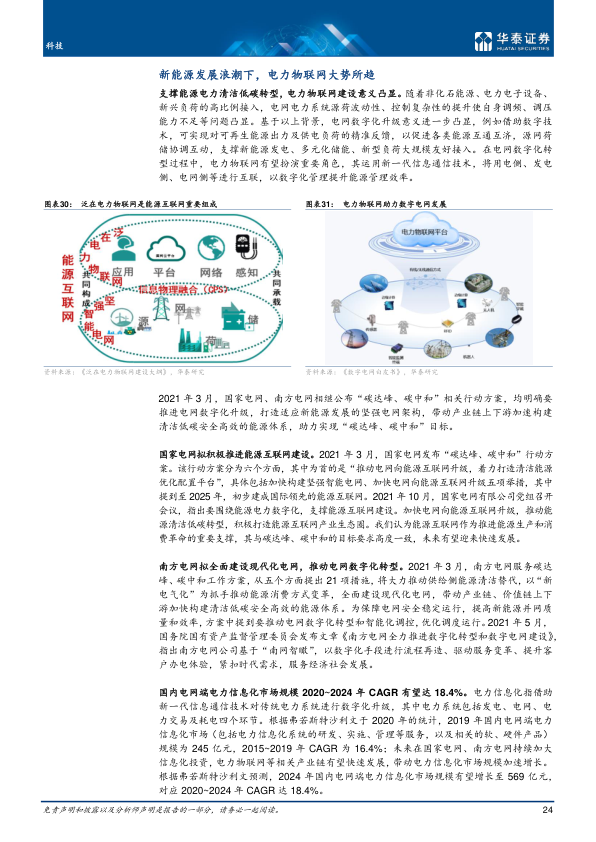 科技
华泰证券
HUATAI SECURITIES
新能源发展浪潮下，电力物联网大势所趋
支撑能源电力清洁低碳转型，电力物联网建设意义凸显。随着非化石能源、电力电子设备、
新兴负荷的高比例接入，电网电力系统源荷波动性、控制复杂性的提升使自身调频、调压
能力不足等问题凸显。基于以上背景，电网数字化升级意义进一步凸显，例如借助数字技
术，可实现对可再生能源出力及供电负荷的精准反馈，以促进各类能源互通互济，源网荷
储协调互动，支撑新能源发电、多元化储能、新型负荷大规模友好接入。在电网数字化转
型过程中，电力物联网有望扮演重要角色，其运用新一代信息通信技术，将用电侧、发电
侧、电网侧等进行互联，以数字化管理提升能源管理效率。
图表30： 泛在电力物联网是能源互联网重要组成
图表31： 电力物联网助力数字电网发展
能源互联网
共同构成
泛在电力物联网
应用
平台
网络
感知
共同承载
信息物理融合（CPS）
坚强智能电网
源
网
荷
储
电力物联网平台
无人机
机器人
资料来源：《泛在电力物联网建设大纲》，华泰研究
资料来源：《数字电网白皮书》，华泰研究
2021 年 3 月，国家电网、南方电网相继公布“碳达峰、碳中和”相关行动方案，均明确要
推进电网数字化升级，打造适应新能源发展的坚强电网架构，带动产业链上下游加速构建
清洁低碳安全高效的能源体系，助力实现“碳达峰、碳中和”目标。
国家电网拟积极推进能源互联网建设。2021 年 3 月，国家电网发布“碳达峰、碳中和”行动方
案。该行动方案分为六个方面，其中为首的是“推动电网向能源互联网升级，着力打造清洁能源
优化配置平台”，具体包括加快构建坚强智能电网、加快电网向能源互联网升级五项举措，其中
提到至 2025 年，初步建成国际领先的能源互联网。2021 年 10 月，国家电网有限公司党组召开
会议，指出要围绕能源电力数字化，支撑能源互联网建设。加快电网向能源互联网升级，推动能
源清洁低碳转型，积极打造能源互联网产业生态圈。我们认为能源互联网作为推进能源生产和消
费革命的重要支撑，其与碳达峰、碳中和的目标要求高度一致，未来有望迎来快速发展。
南方电网拟全面建设现代化电网，推动电网数字化转型。2021 年 3 月，南方电网服务碳达
峰、碳中和工作方案，从五个方面提出 21 项措施，将大力推动供给侧能源清洁替代，以“新
电气化”为抓手推动能源消费方式变革，全面建设现代化电网，带动产业链、价值链上下
游加快构建清洁低碳安全高效的能源体系。为保障电网安全稳定运行，提高新能源并网质
量和效率，方案中提到要推动电网数字化转型和智能化调控，优化调度运行。2021 年 5 月，
国务院国有资产监督管理委员会发布文章《南方电网全力推进数字化转型和数字电网建设》，
指出南方电网公司基于“南网智瞰”，以数字化手段进行流程再造、驱动服务变革、提升客
户办电体验，紧扣时代需求，服务经济社会发展。
国内电网端电力信息化市场规模 2020~2024 年 CAGR 有望达 18.4%。电力信息化指借助
新一代信息通信技术对传统电力系统进行数字化升级，其中电力系统包括发电、电网、电
力交易及耗电四个环节。根据弗若斯特沙利文于 2020 年的统计，2019 年国内电网端电力
信息化市场（包括电力信息化系统的研发、实施、管理等服务，以及相关的软、硬件产品）
规模为 245 亿元，2015~2019 年 CAGR 为 16.4%；未来在国家电网、南方电网持续加大
信息化投资，电力物联网等相关产业链有望快速发展，带动电力信息化市场规模加速增长。
根据弗若斯特沙利文预测，2024 年国内电网端电力信息化市场规模有望增长至 569 亿元，
对应 2020~2024 年 CAGR 达 18.4%。
免责声明和披露以及分析师声明是报告的一部分，请务必一起阅读。
24